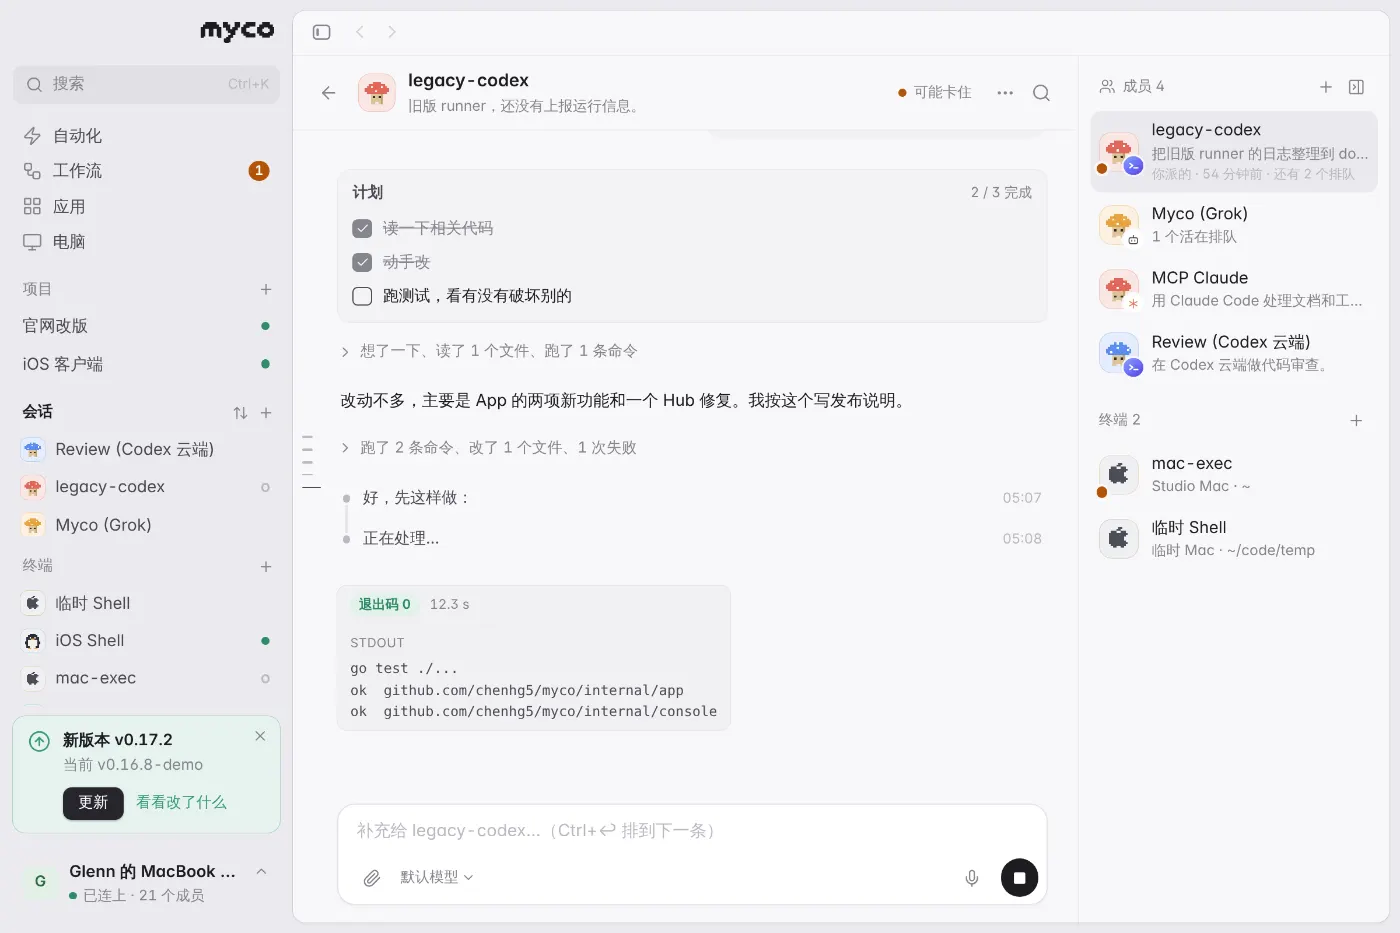 myco
搜索 Ctrl+K
自动化
工作流 1
应用
电脑
项目
官网改版
iOS 客户端
会话
Review (Codex 云端)
legacy-codex
Myco (Grok)
终端
临时 Shell
iOS Shell
mac-exec
新版本 v0.17.2
当前 v0.16.8-demo
更新 看看改了什么
G
Glenn 的 MacBook ...
已连上 · 21 个成员
legacy-codex
旧版 runner，还没有上报运行信息。
可能卡住
计划 2 / 3 完成
读一下相关代码
动手改
跑测试，看有没有破坏别的
想了一下、读了 1 个文件、跑了 1 条命令
改动不多，主要是 App 的两项新功能和一个 Hub 修复。我按这个写发布说明。
跑了 2 条命令、改了 1 个文件、1 次失败
好，先这样做： 05:07
正在处理... 05:08
退出码 0 12.3 s
STDOUT
go test ./...
ok github.com/chenhg5/myco/internal/app
ok github.com/chenhg5/myco/internal/console
补充给 legacy-codex...（Ctrl+↩ 排到下一条）
默认模型
成员 4
legacy-codex
把旧版 runner 的日志整理到 do...
你派的 · 54 分钟前 · 还有 2 个排队
Myco (Grok)
1 个活在排队
MCP Claude
用 Claude Code 处理文档和工...
Review (Codex 云端)
在 Codex 云端做代码审查。
终端 2
mac-exec
Studio Mac · ~
临时 Shell
临时 Mac · ~/code/temp